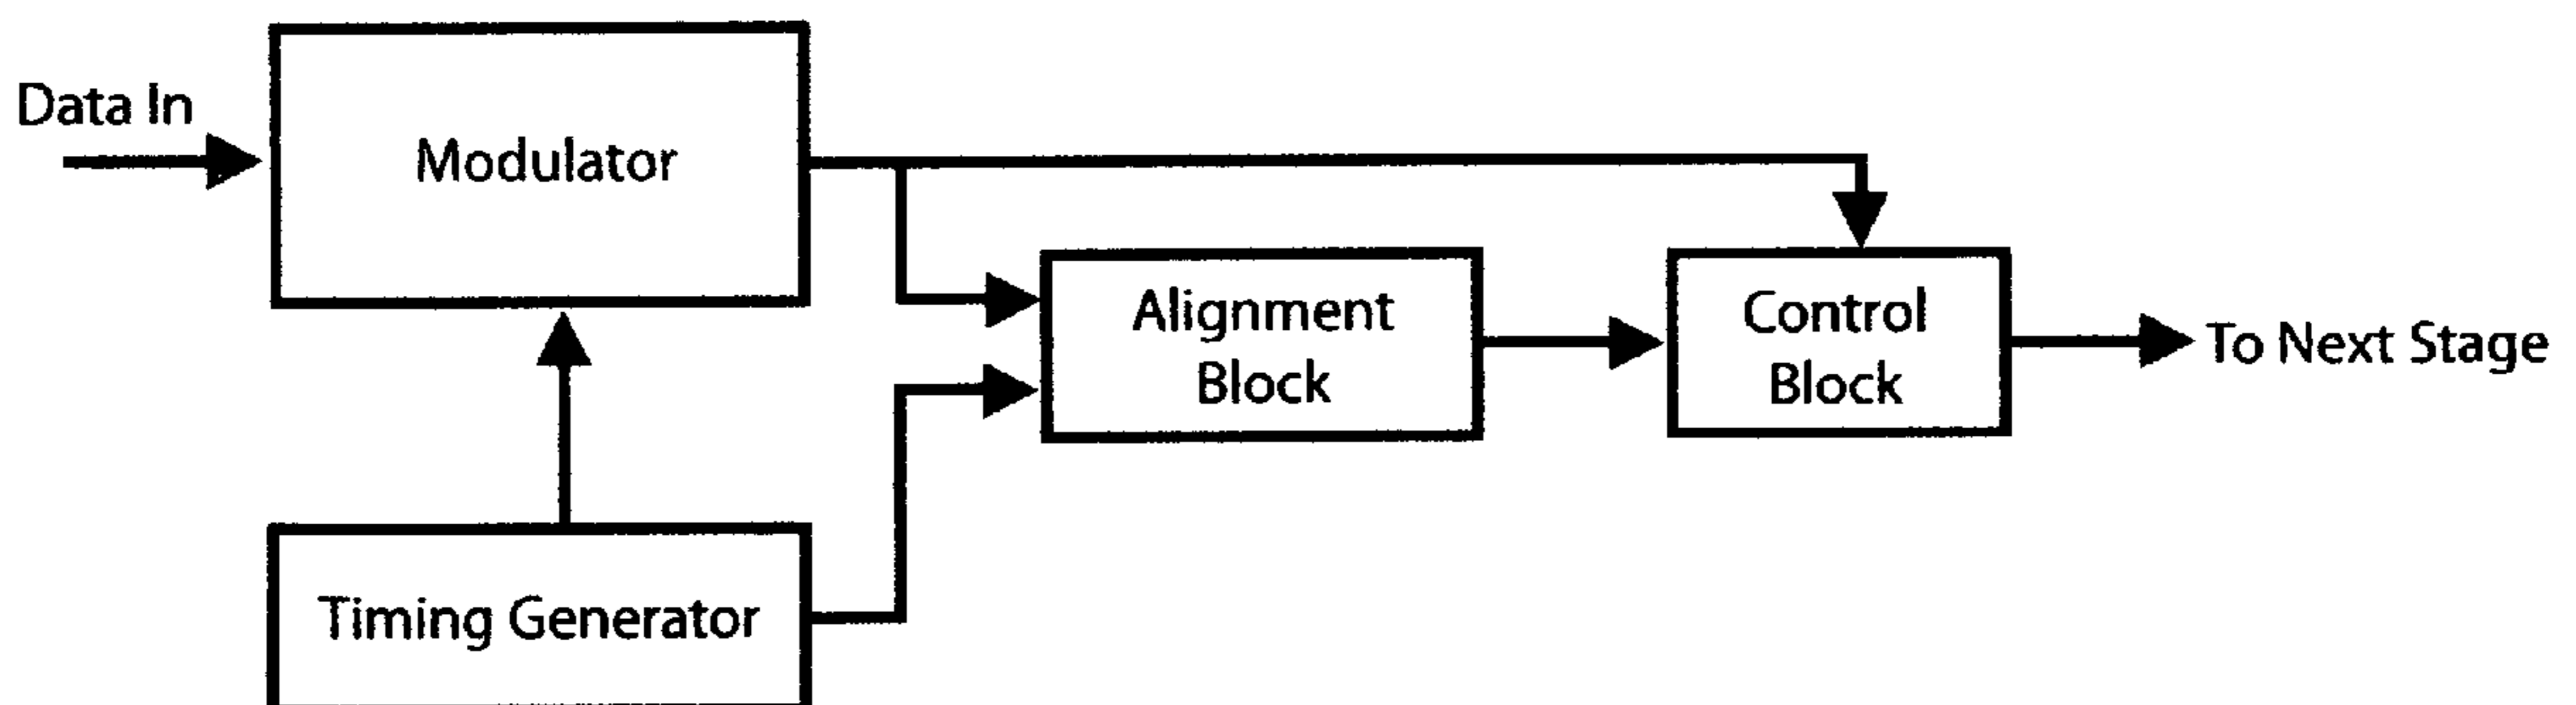 Data In
Modulator
Alignment
Block
Control
Block
To Next Stage
Timing Generator